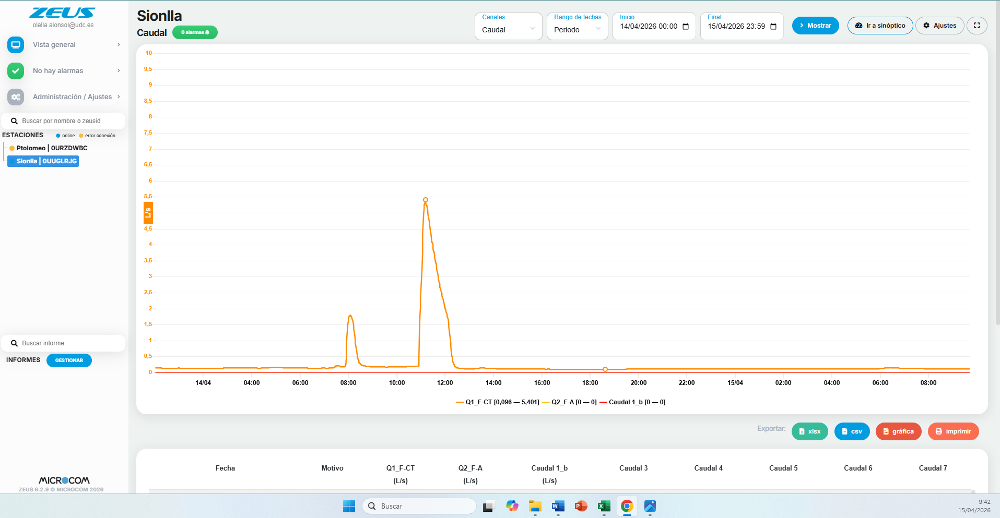 ZEUS
olalla.alonsol@udc.es
Vista general
No hay alarmas
Administración / Ajustes
Buscar por nombre o zeusid
ESTACIONES online error conexión
Ptolomeo | 0URZDWBC
Sionlla | 0UUGLRJG
Buscar informe
INFORMES GESTIONAR
MICROCOM
ZEUS 6.2.9 © MICROCOM 2026
Sionlla
Caudal 0 alarmas
Canales
Caudal
Rango de fechas
Periodo
Inicio
14/04/2026 00:00
Final
15/04/2026 23:59
Mostrar
Ir a sinóptico
Ajustes
10
9,5
9
8,5
8
7,5
7
6,5
6
5,5
L/s
4,5
4
3,5
3
2,5
2
1,5
1
0,5
0
14/04 04:00 06:00 08:00 10:00 12:00 14:00 16:00 18:00 20:00 22:00 15/04 02:00 04:00 06:00 08:00
Q1_F-CT [0,096 — 5,401] Q2_F-A [0 — 0] Caudal 1_b [0 — 0]
Exportar: xlsx csv gráfica imprimir
Fecha Motivo Q1_F-CT Q2_F-A Caudal 1_b Caudal 3 Caudal 4 Caudal 5 Caudal 6 Caudal 7
(L/s) (L/s) (L/s)
Buscar
9:42
15/04/2026